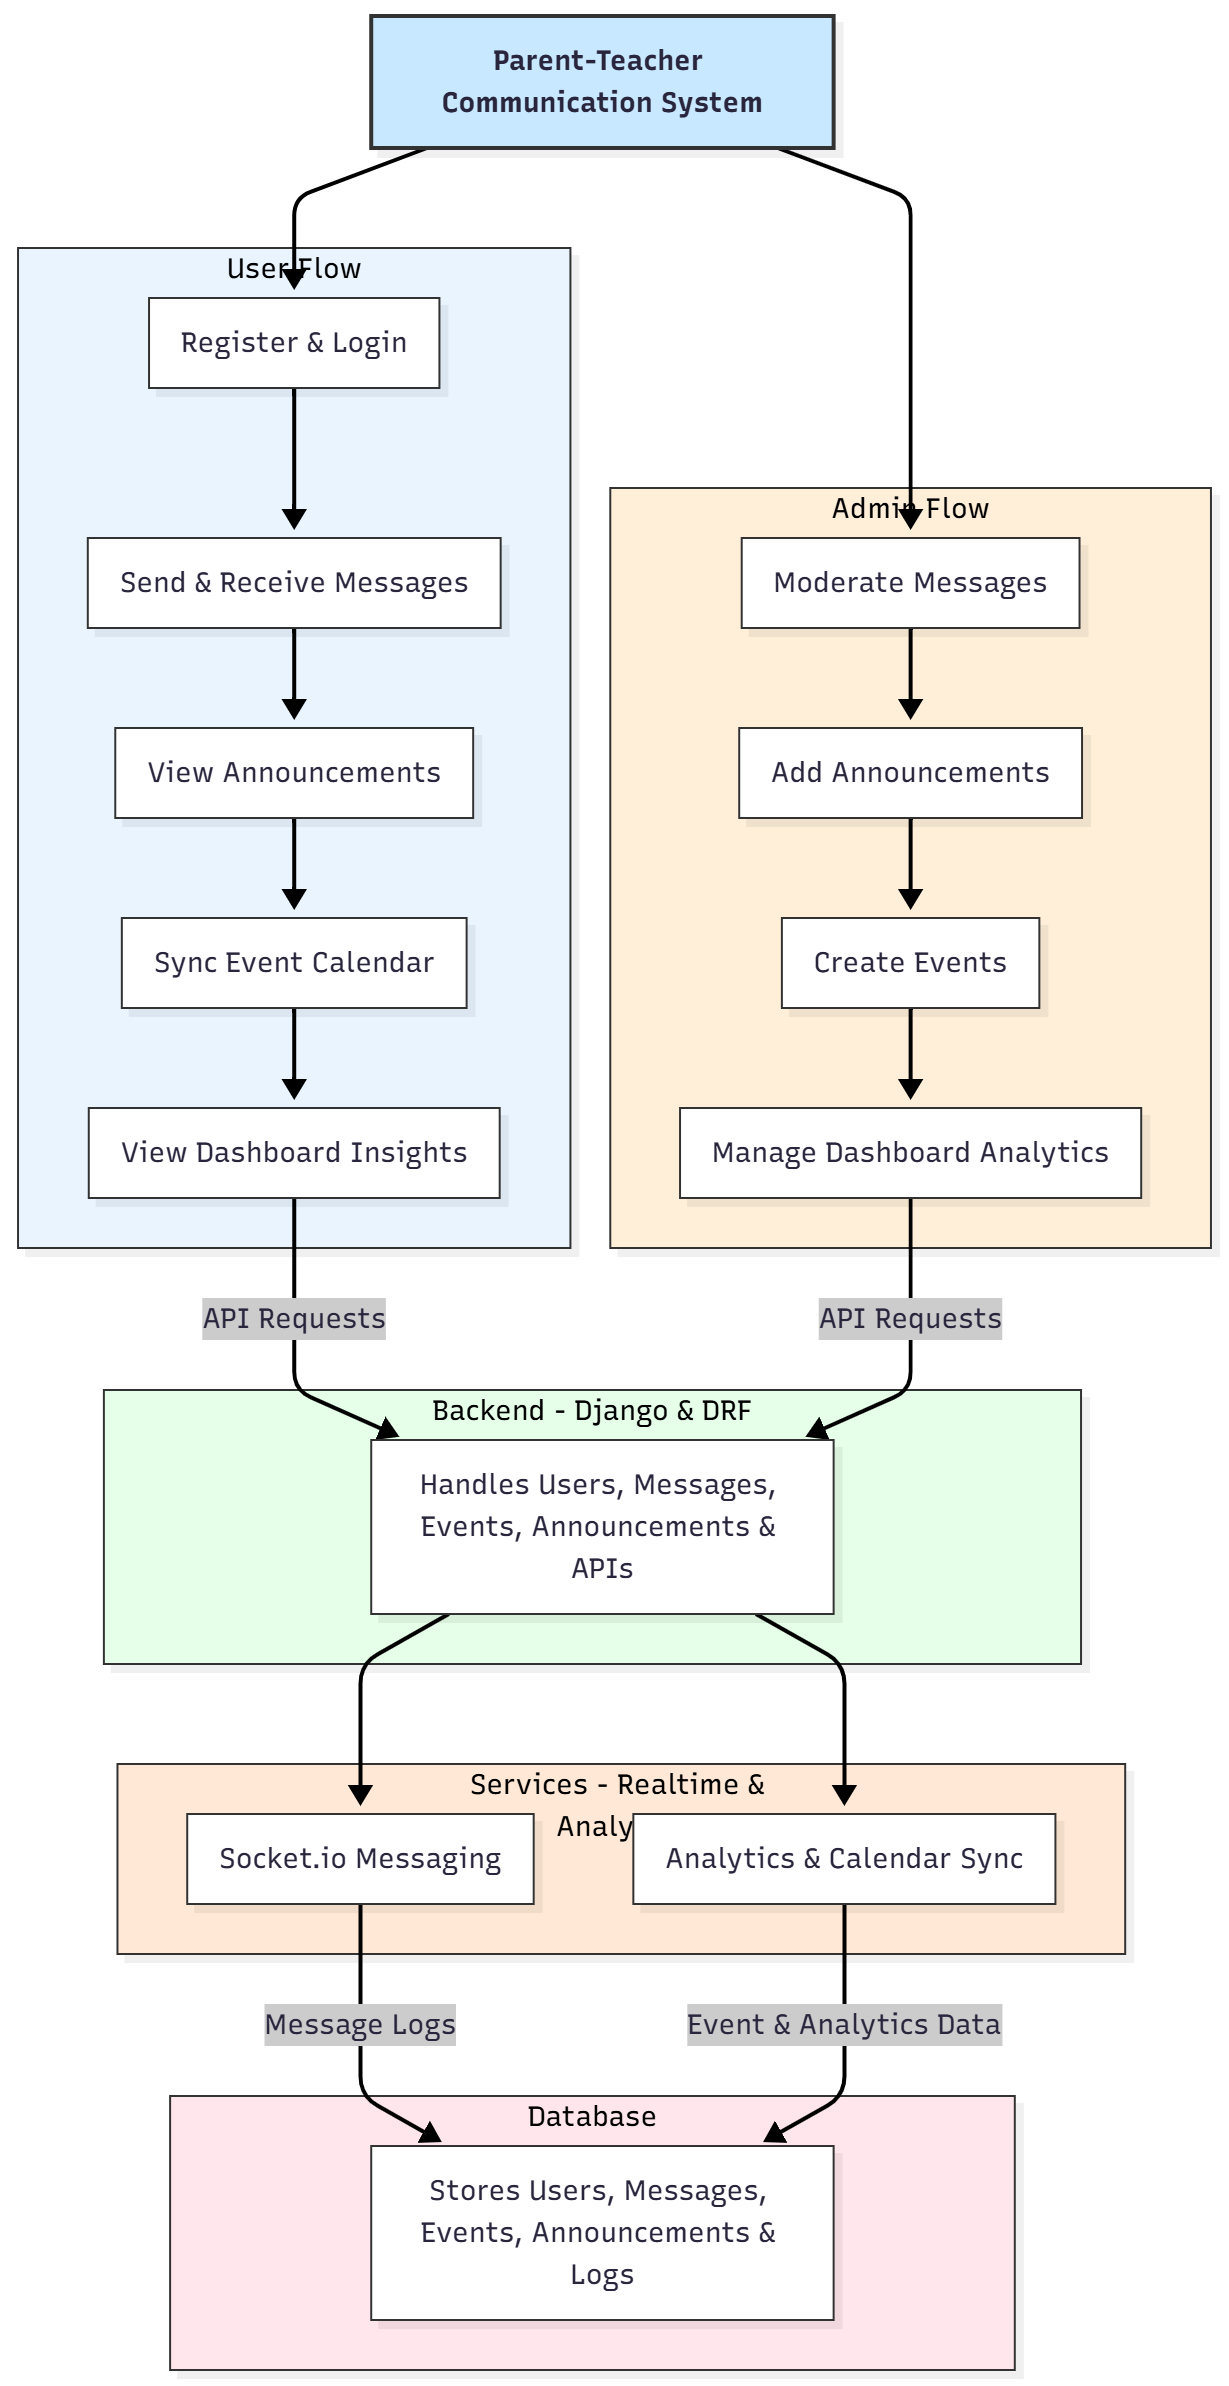 Parent-Teacher
Communication System
User Flow
Register & Login
Send & Receive Messages
View Announcements
Sync Event Calendar
View Dashboard Insights
Admin Flow
Moderate Messages
Add Announcements
Create Events
Manage Dashboard Analytics
API Requests
API Requests
Backend - Django & DRF
Handles Users, Messages,
Events, Announcements &
APIs
Services - Realtime &
Analy
Socket.io Messaging
Analytics & Calendar Sync
Message Logs
Event & Analytics Data
Database
Stores Users, Messages,
Events, Announcements &
Logs